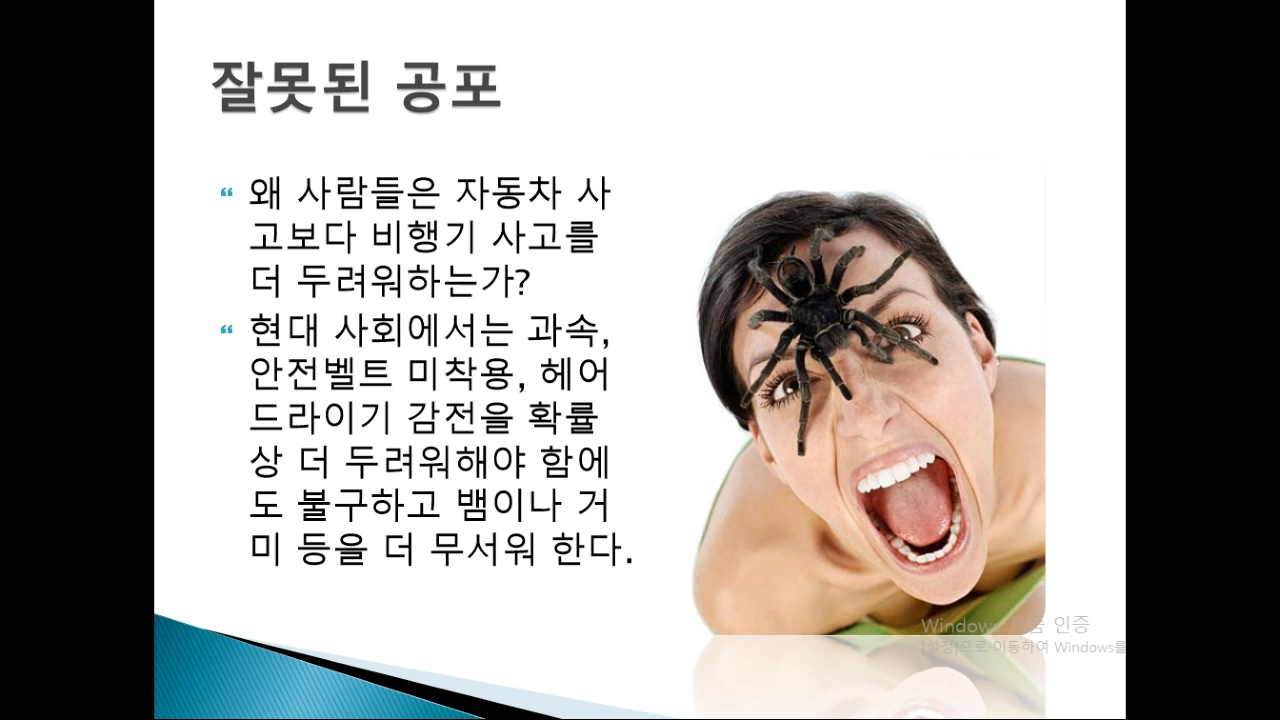 잘못된 공포
왜 사람들은 자동차 사
고보다 비행기 사고를
더 두려워하는가?
현대 사회에서는 과속,
안전벨트 미착용, 헤어
드라이기 감전을 확률
상 더 두려워해야 함에
도 불구하고 뱀이나 거
미 등을 더 무서워 한다.
Windows 인증
[설정]으로 이동하여 Windows를